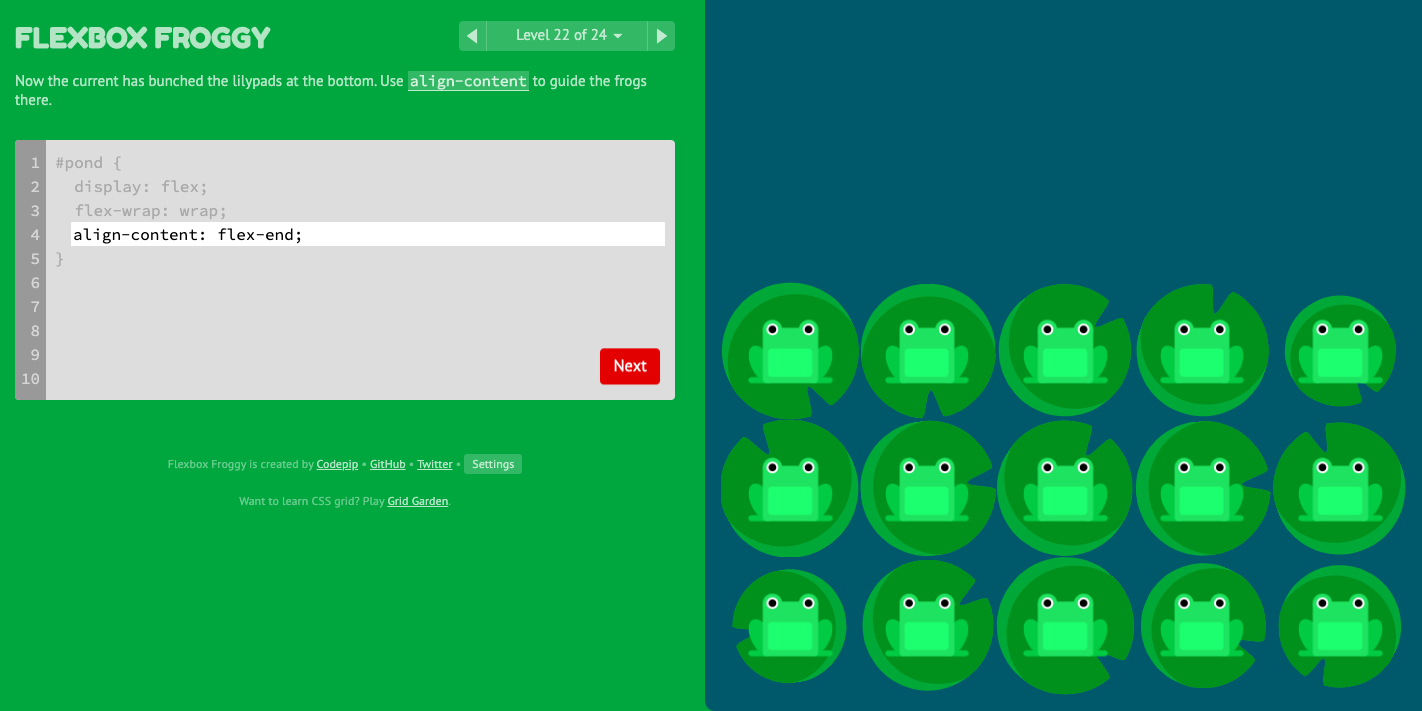 FLEXBOX FROGGY
Level 22 of 24
Now the current has bunched the lilypads at the bottom. Use align-content to guide the frogs
there.
1 #pond {
2 display: flex;
3 flex-wrap: wrap;
4 align-content: flex-end;
5 }
6
7
8
9
10
Next
Flexbox Froggy is created by Codepip • GitHub • Twitter • Settings
Want to learn CSS grid? Play Grid Garden.